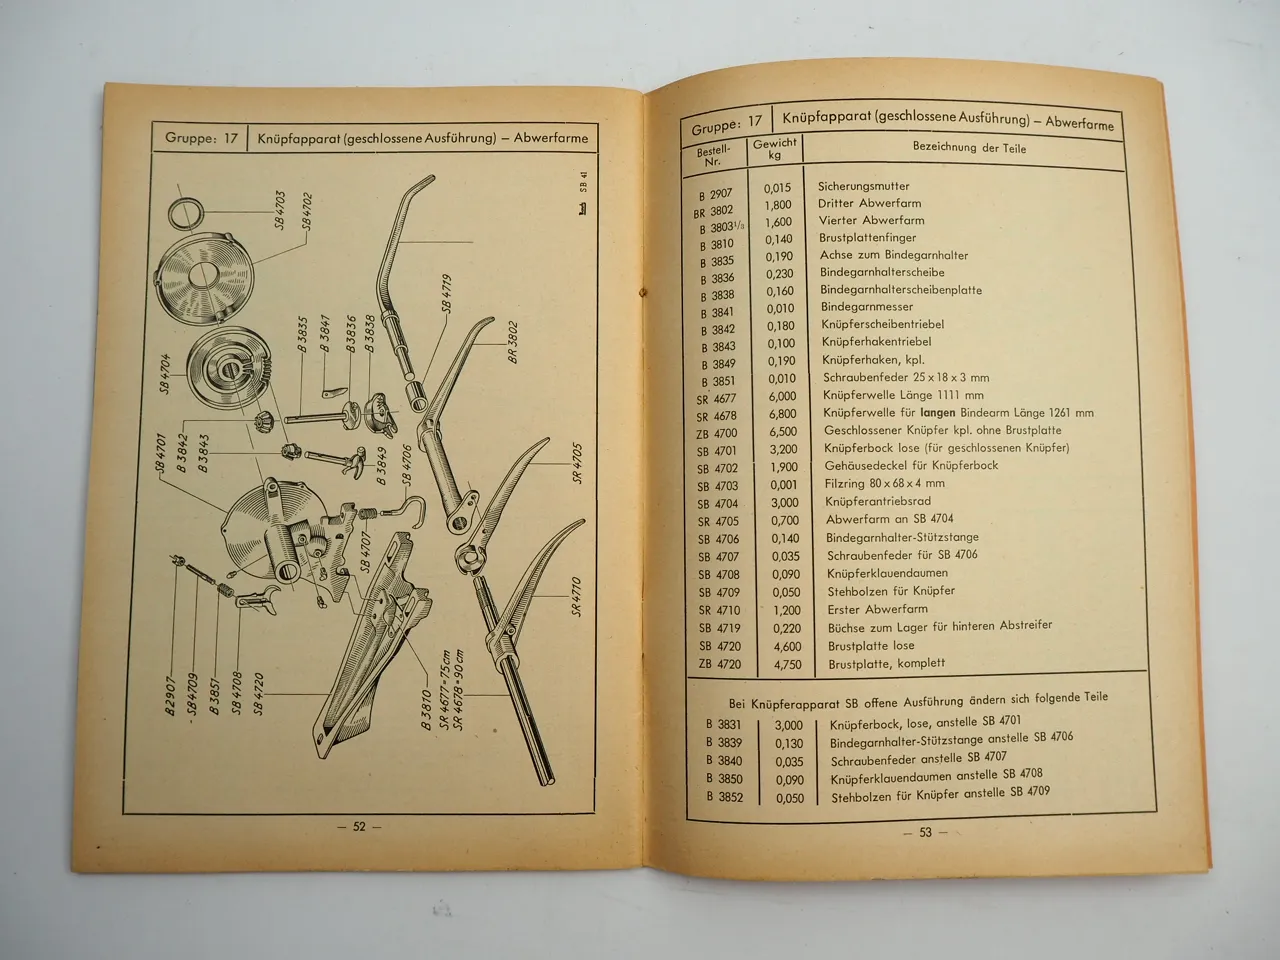 Gruppe: 17 Knüpfapparat (geschlossene Ausführung) — Abwerfarme
SB 41
SB 4703
SB 4702
SB 4704
B 3835
B 3841
B 3836
B 3838
SB 4719
BR 3802
SB 4701
B 3842
B 3843
B 3849
SB 4706
SR 4705
SB 4707
SR 4710
B 2907
SB 4709
B 3851
SB 4708
SB 4720
B 3810
SR 4677 = 75 cm
SR 4678 = 90 cm
— 52 —
Gruppe: 17 Knüpfapparat (geschlossene Ausführung) — Abwerfarme
Bestell-Nr. Gewicht kg Bezeichnung der Teile
B 2907 0,015 Sicherungsmutter
BR 3802 1,800 Dritter Abwerfarm
B 3803 1/3 1,600 Vierter Abwerfarm
B 3810 0,140 Brustplattenfinger
B 3835 0,190 Achse zum Bindegarnhalter
B 3836 0,230 Bindegarnhalterscheibe
B 3838 0,160 Bindegarnhalterscheibenplatte
B 3841 0,010 Bindegarnmesser
B 3842 0,180 Knüpferscheibentriebel
B 3843 0,100 Knüpferhakentriebel
B 3849 0,190 Knüpferhaken, kpl.
B 3851 0,010 Schraubenfeder 25 x 18 x 3 mm
SR 4677 6,000 Knüpferwelle Länge 1111 mm
SR 4678 6,800 Knüpferwelle für langen Bindearm Länge 1261 mm
ZB 4700 6,500 Geschlossener Knüpfer kpl. ohne Brustplatte
SB 4701 3,200 Knüpferbock lose (für geschlossenen Knüpfer)
SB 4702 1,900 Gehäusedeckel für Knüpferbock
SB 4703 0,001 Filzring 80 x 68 x 4 mm
SB 4704 3,000 Knüpferantriebsrad
SR 4705 0,700 Abwerfarm an SB 4704
SB 4706 0,140 Bindegarnhalter-Stützstange
SB 4707 0,035 Schraubenfeder für SB 4706
SB 4708 0,090 Knüpferklauendaumen
SB 4709 0,050 Stehbolzen für Knüpfer
SR 4710 1,200 Erster Abwerfarm
SB 4719 0,220 Büchse zum Lager für hinteren Abstreifer
SB 4720 4,600 Brustplatte lose
ZB 4720 4,750 Brustplatte, komplett
Bei Knüpferapparat SB offene Ausführung ändern sich folgende Teile
B 3831 3,000 Knüpferbock, lose, anstelle SB 4701
B 3839 0,130 Bindegarnhalter-Stützstange anstelle SB 4706
B 3840 0,035 Schraubenfeder anstelle SB 4707
B 3850 0,090 Knüpferklauendaumen anstelle SB 4708
B 3852 0,050 Stehbolzen für Knüpfer anstelle SB 4709
— 53 —